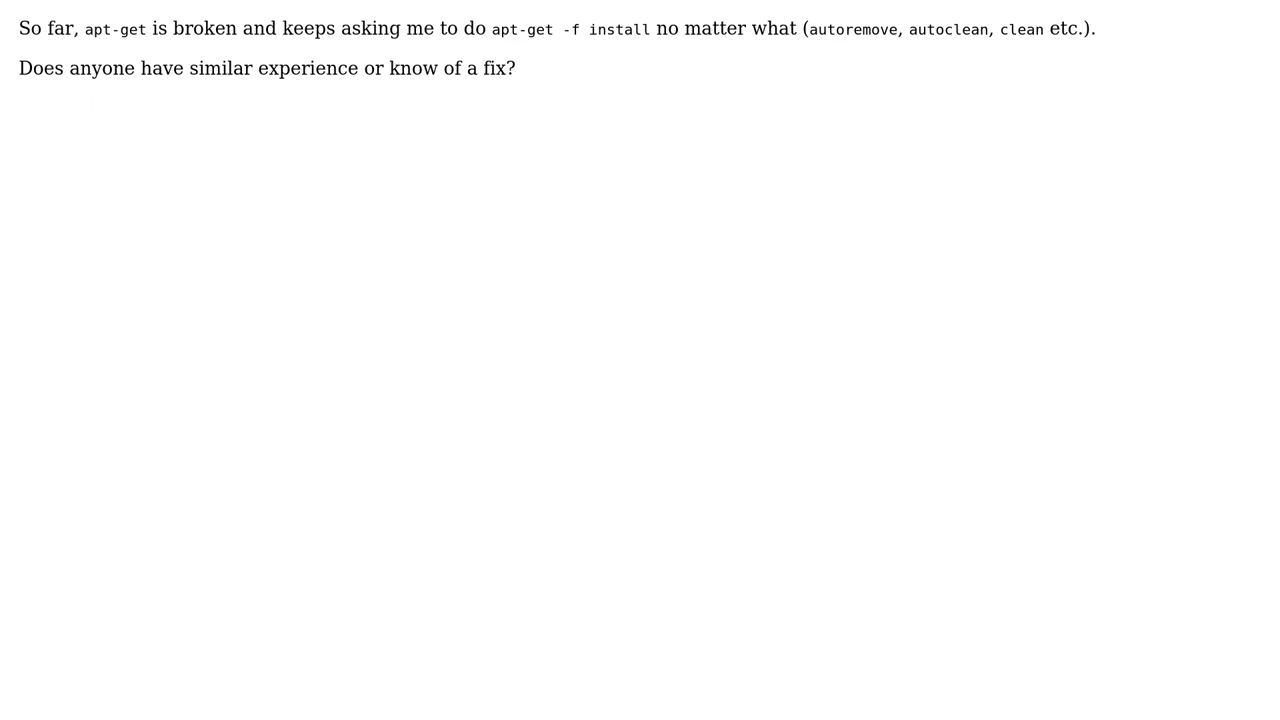 So far, apt-get is broken and keeps asking me to do apt-get -f install no matter what (autoremove, autoclean, clean etc.).
Does anyone have similar experience or know of a fix?